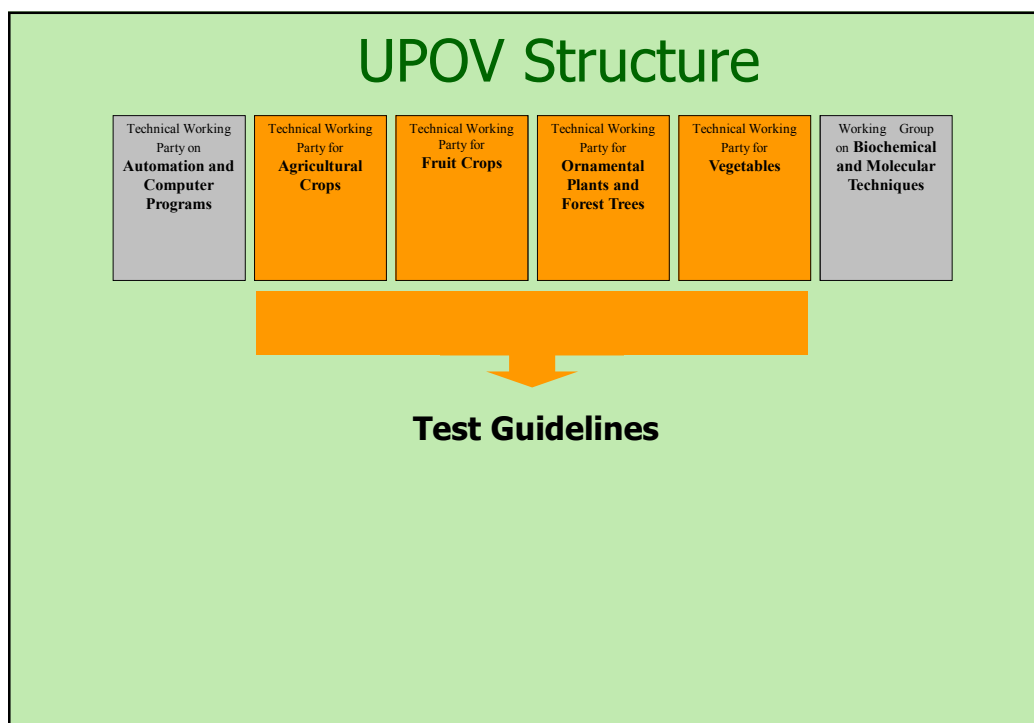 UPOV Structure
Technical Working
Party on
Automation and
Computer
Programs
Technical Working
Party for
Agricultural
Crops
Technical Working
Party for
Fruit Crops
Technical Working
Party for
Ornamental
Plants and
Forest Trees
Technical Working
Party for
Vegetables
Working Group
on Biochemical
and Molecular
Techniques
Test Guidelines